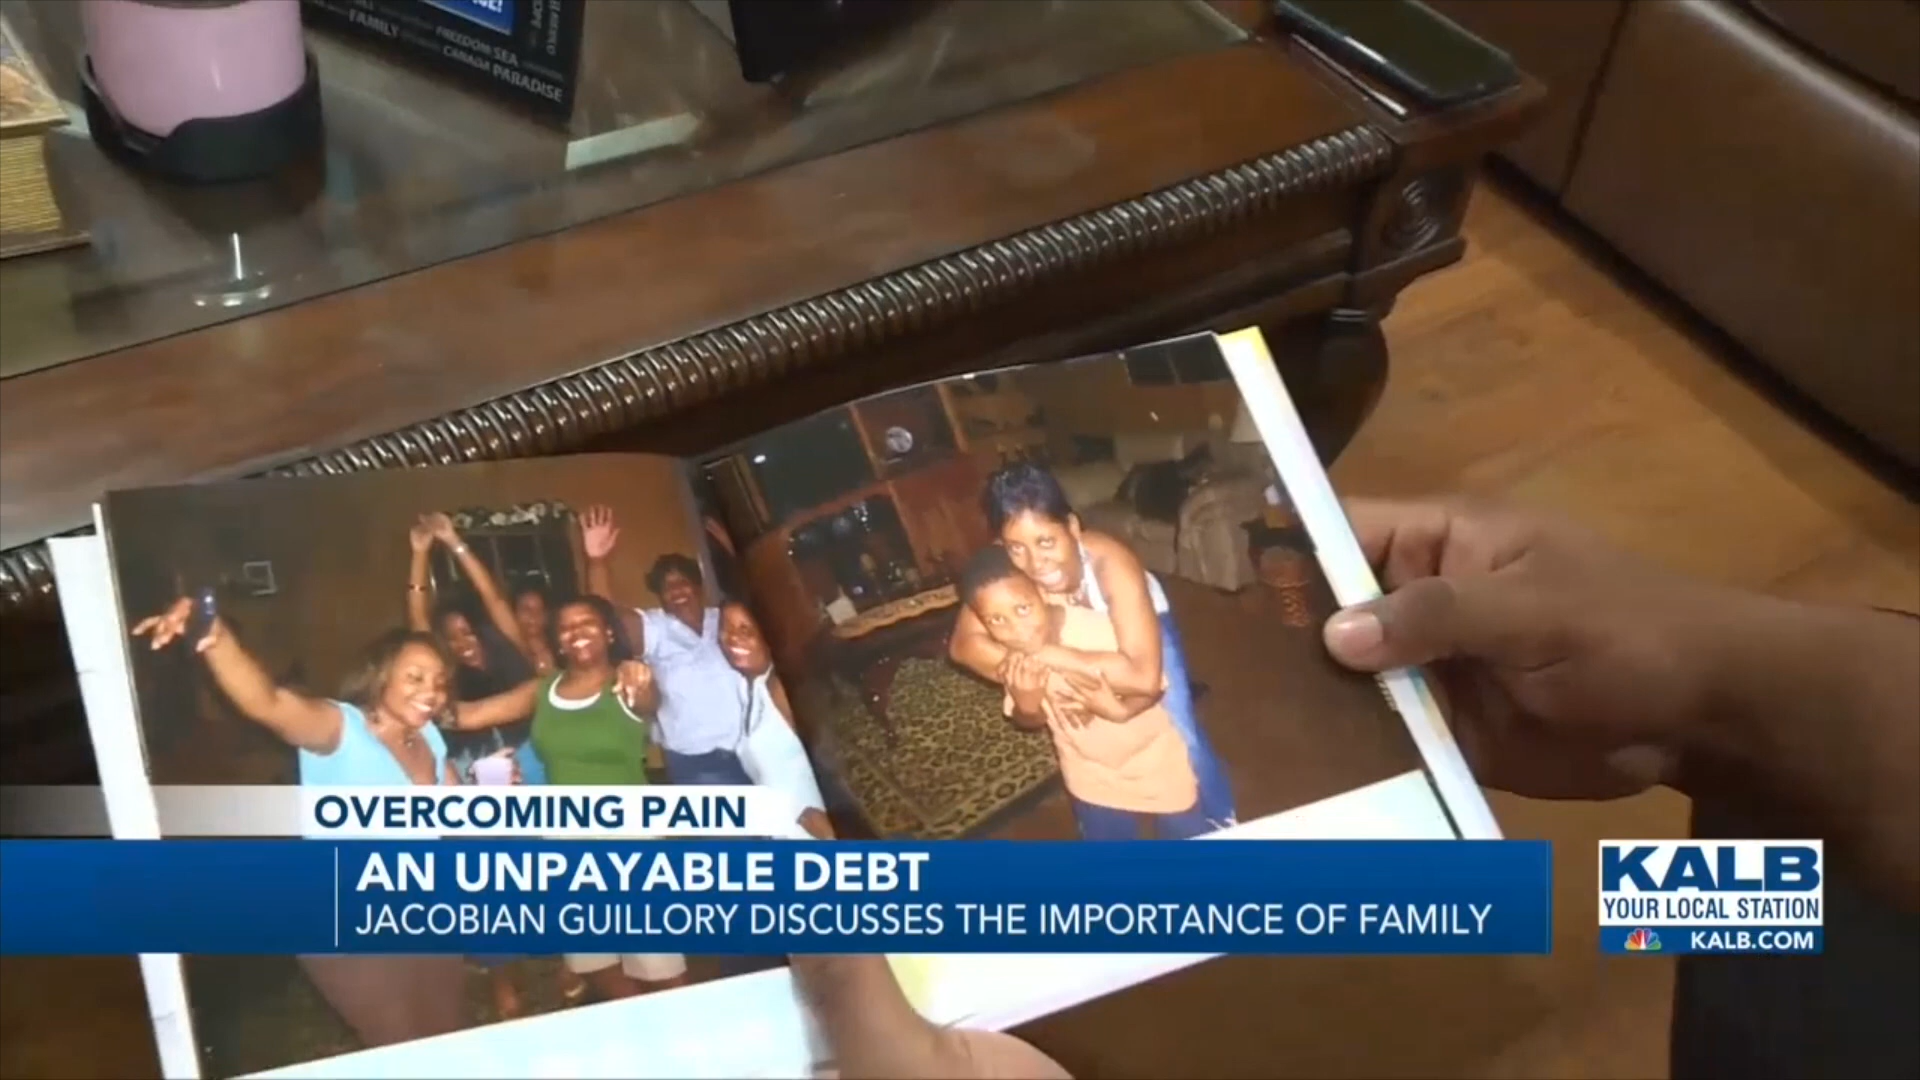 FAMILY
FREEDOM SEA
CANADA PARADISE
OVERCOMING PAIN
AN UNPAYABLE DEBT
JACOBIAN GUILLORY DISCUSSES THE IMPORTANCE OF FAMILY
KALB
YOUR LOCAL STATION
KALB.COM